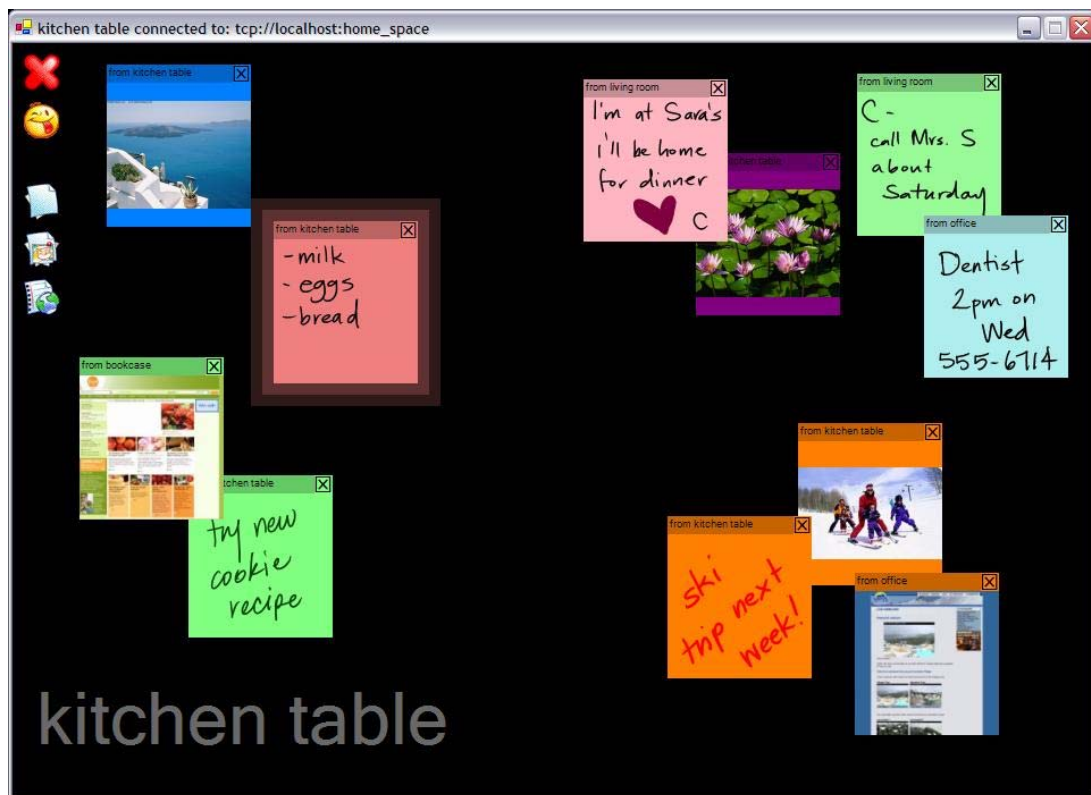 kitchen table connected to: tcp://localhost:home_space
from kitchen table
from kitchen table
- milk
- eggs
- bread
from bookcase
kitchen table
try new
cookie
recipe
from living room
I'm at Sara's
i'll be home
for dinner
C
kitchen table
from living room
C -
call Mrs. S
about
Saturday
from office
Dentist
2pm on
Wed
555-6714
from kitchen table
from kitchen table
ski
trip next
week!
from office
kitchen table